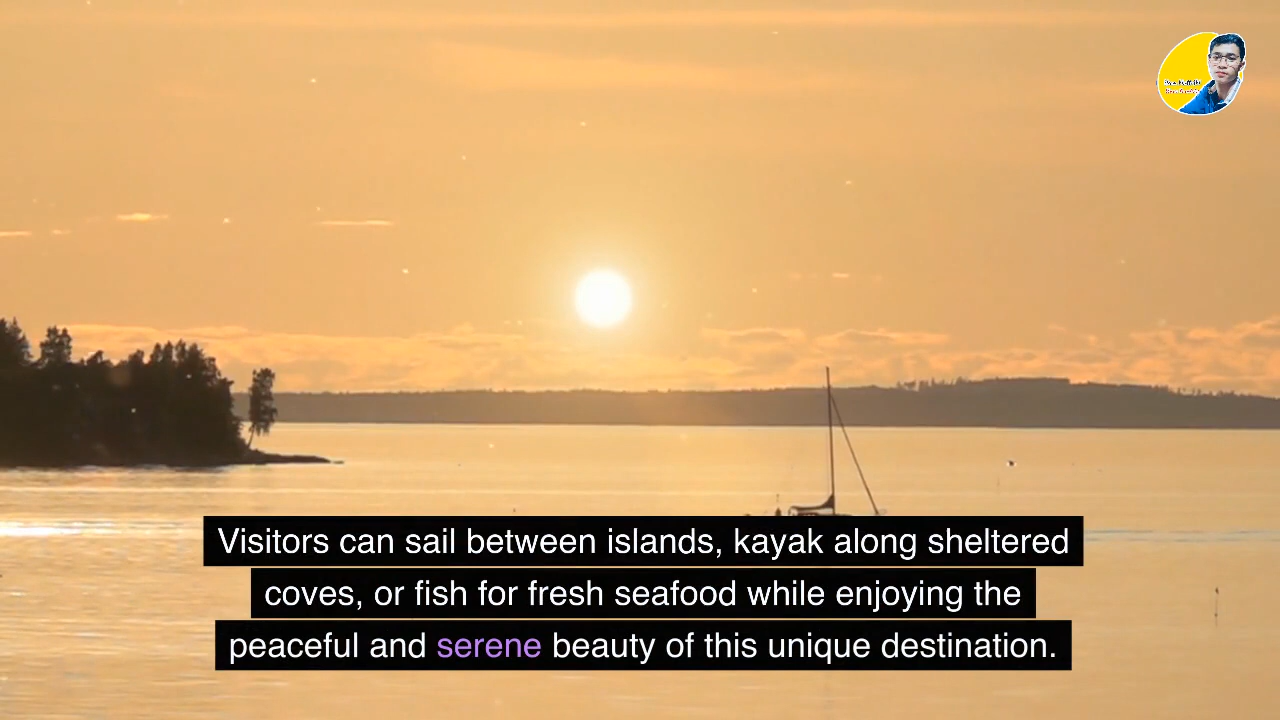 Visitors can sail between islands, kayak along sheltered
coves, or fish for fresh seafood while enjoying the
peaceful and serene beauty of this unique destination.